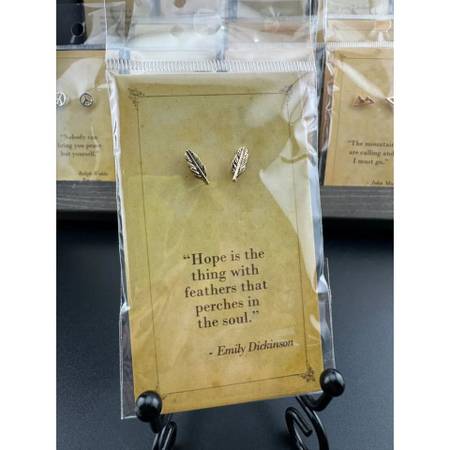 “Hope is the
thing with
feathers that
perches in
the soul.”
- Emily Dickinson
“Nobody can
bring you peace
but yourself.”
“The mountains
are calling and
I must go.”
- John